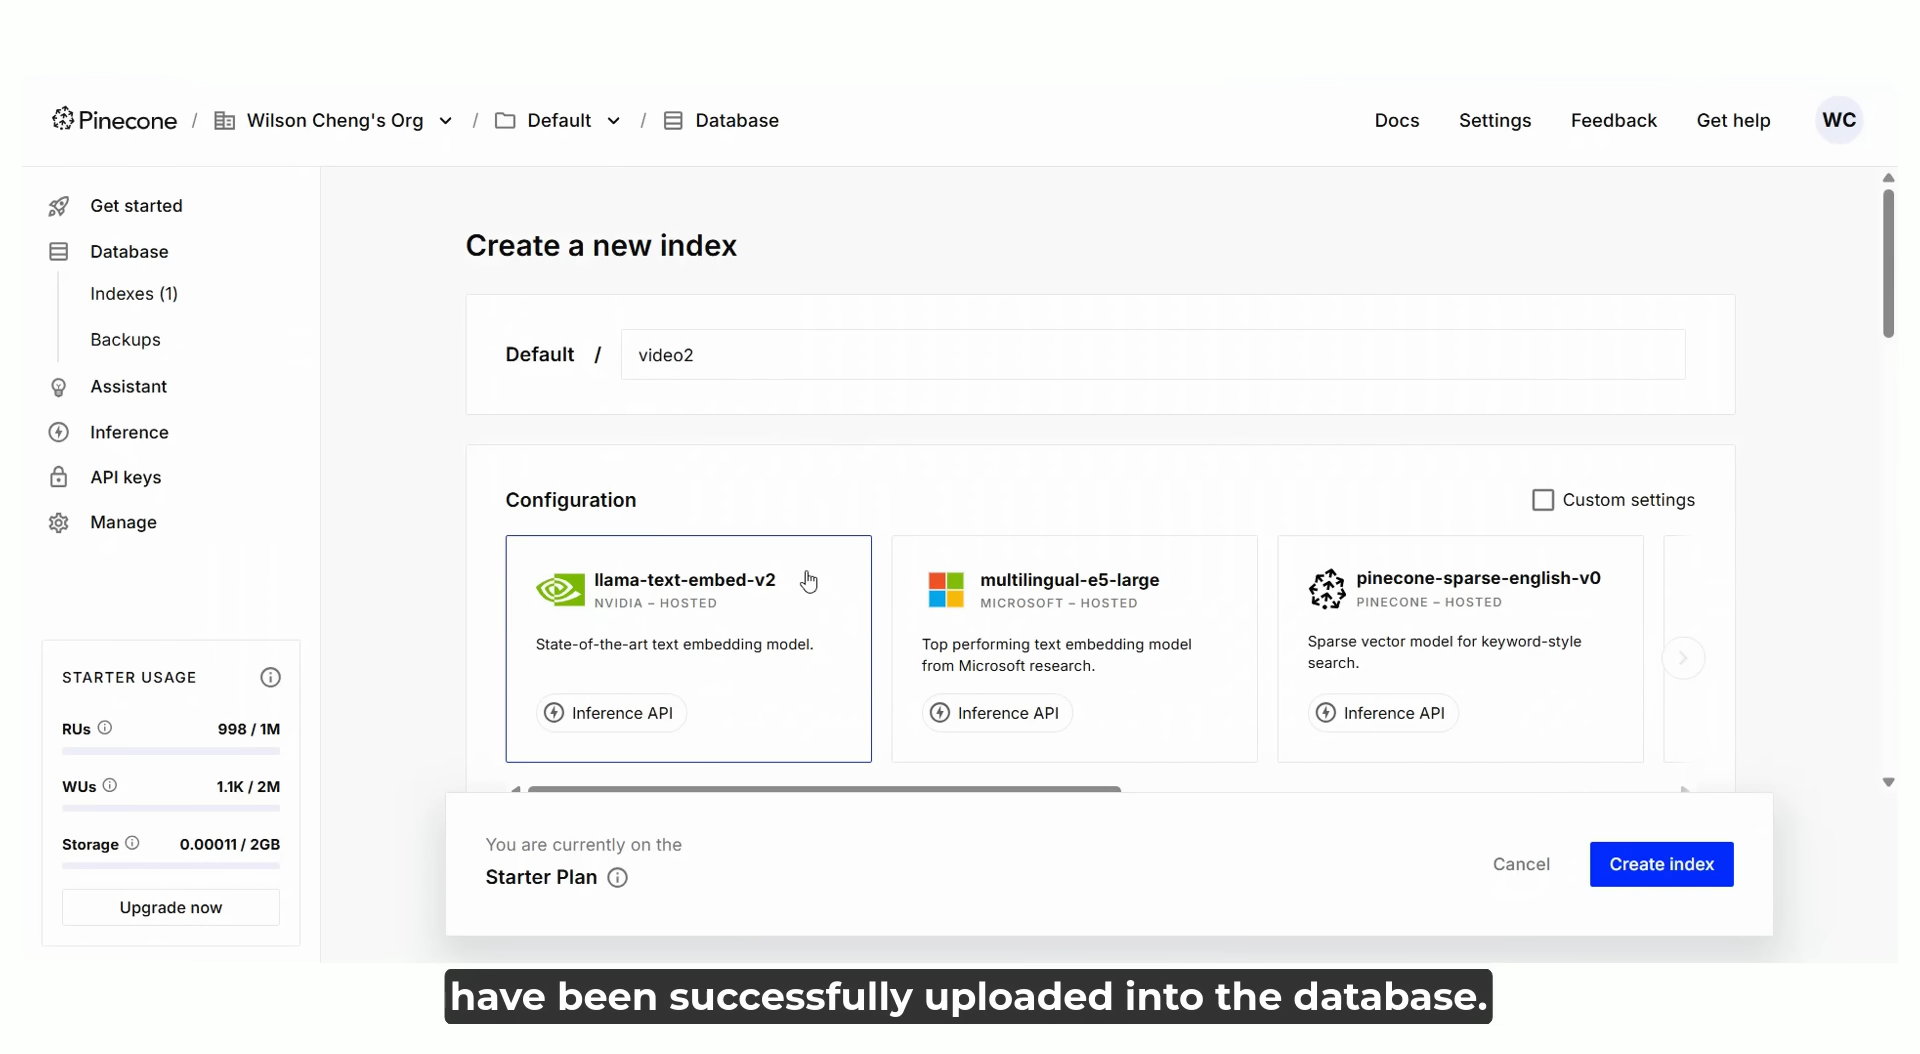 Pinecone / Wilson Cheng's Org / Default / Database
Docs Settings Feedback Get help WC
Get started
Database
Indexes (1)
Backups
Assistant
Inference
API keys
Manage
STARTER USAGE
RUs 998 / 1M
WUs 1.1K / 2M
Storage 0.00011 / 2GB
Upgrade now
Create a new index
Default / video2
Configuration
Custom settings
llama-text-embed-v2
NVIDIA – HOSTED
State-of-the-art text embedding model.
Inference API
multilingual-e5-large
MICROSOFT – HOSTED
Top performing text embedding model
from Microsoft research.
Inference API
pinecone-sparse-english-v0
PINECONE – HOSTED
Sparse vector model for keyword-style
search.
Inference API
You are currently on the
Starter Plan
Cancel
Create index
have been successfully uploaded into the database.